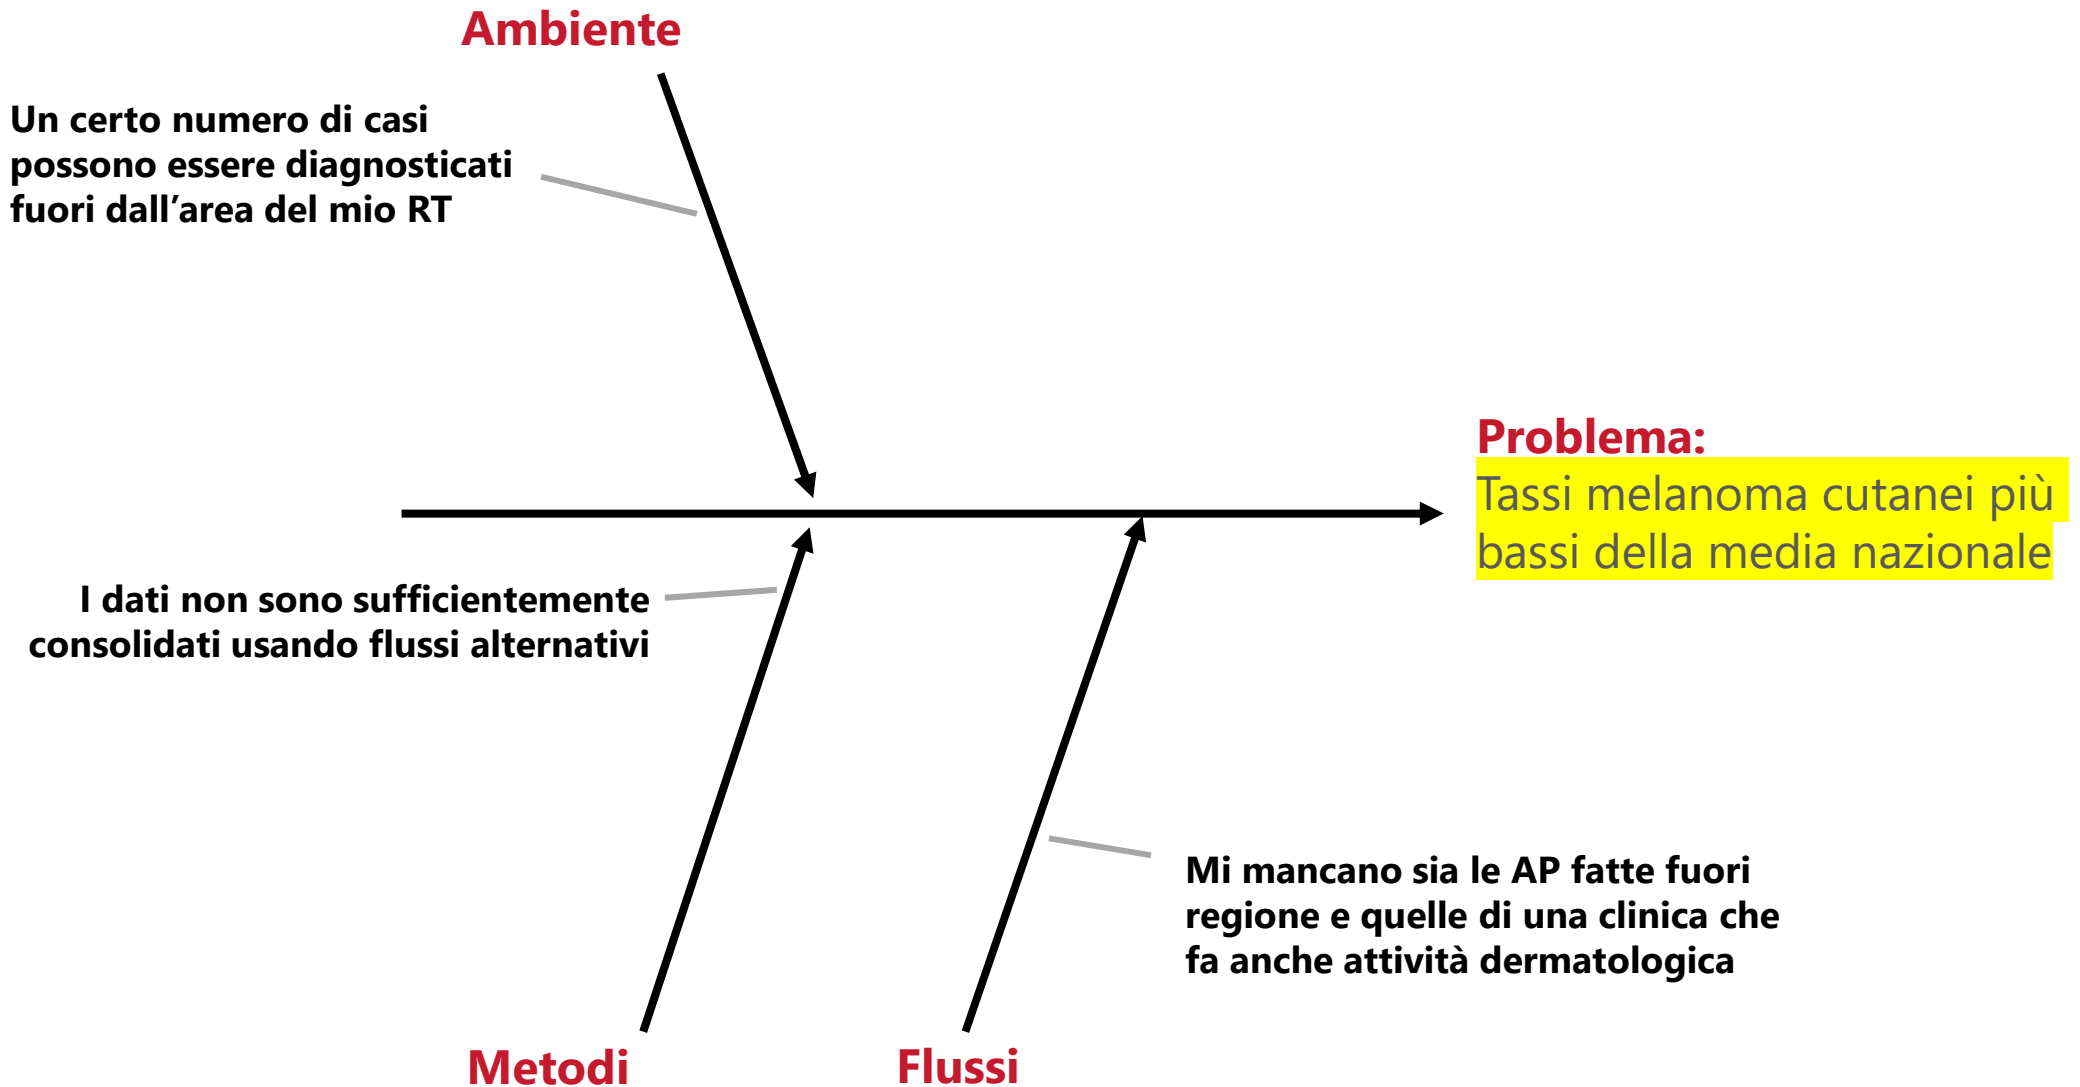 Ambiente
Un certo numero di casi
possono essere diagnosticati
fuori dall’area del mio RT
Problema:
Tassi melanoma cutanei più
bassi della media nazionale
I dati non sono sufficientemente
consolidati usando flussi alternativi
Mi mancano sia le AP fatte fuori
regione e quelle di una clinica che
fa anche attività dermatologica
Metodi
Flussi